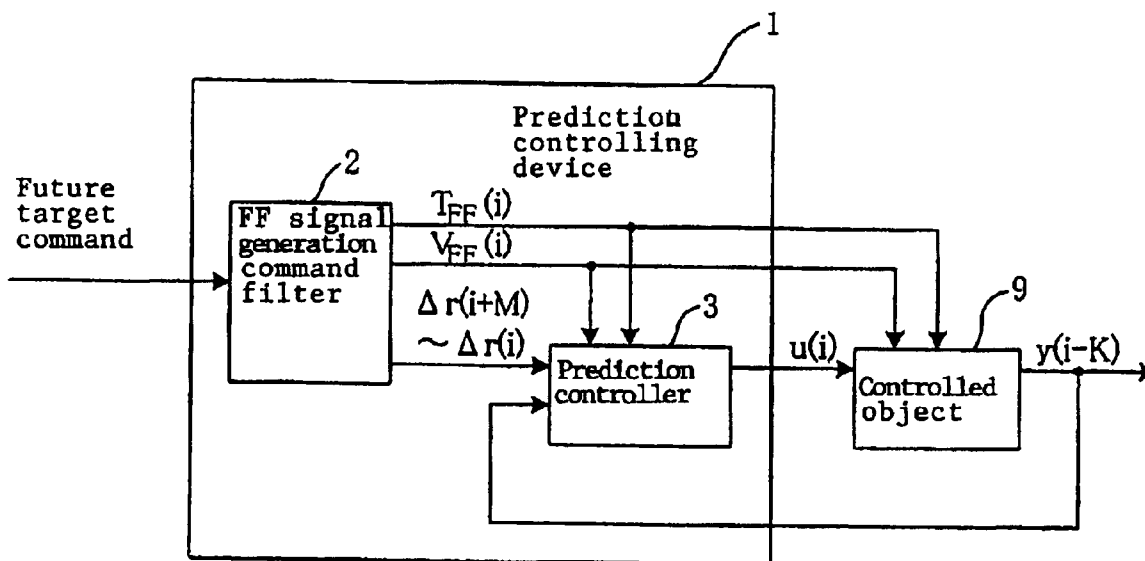 1
Prediction
controlling
device
Future
target
command
2
FF signal
generation
command
filter
T_FF (i)
V_FF (i)
Δr(i+M)
～Δr(i)
3
Prediction
controller
u(i)
9
Controlled
object
y(i-K)